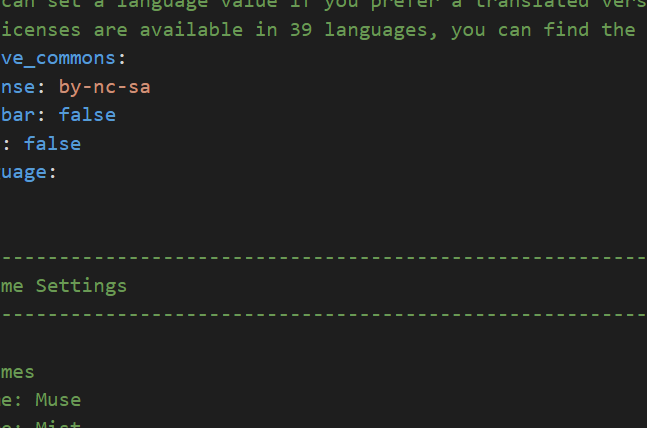 can set a language value if you prefer a translated vers
icenses are available in 39 languages, you can find the
ve_commons:
nse: by-nc-sa
bar: false
: false
uage:
--------------------------------------------------------
me Settings
--------------------------------------------------------
mes
e: Muse
e: Mist